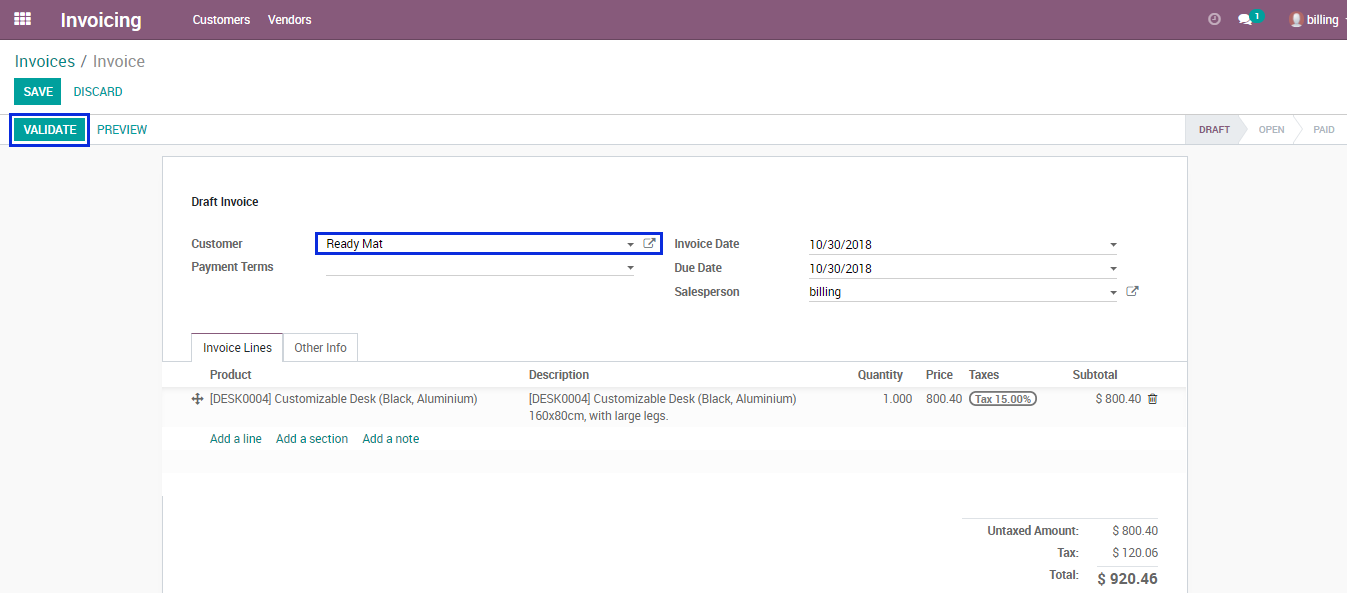 Invoicing Customers Vendors 1 billing
Invoices / Invoice
SAVE DISCARD
VALIDATE PREVIEW DRAFT OPEN PAID
Draft Invoice
Customer Ready Mat Invoice Date 10/30/2018
Payment Terms Due Date 10/30/2018
Salesperson billing
Invoice Lines Other Info
Product Description Quantity Price Taxes Subtotal
[DESK0004] Customizable Desk (Black, Aluminium) [DESK0004] Customizable Desk (Black, Aluminium) 1.000 800.40 Tax 15.00% $ 800.40
160x80cm, with large legs.
Add a line Add a section Add a note
Untaxed Amount: $ 800.40
Tax: $ 120.06
Total: $ 920.46